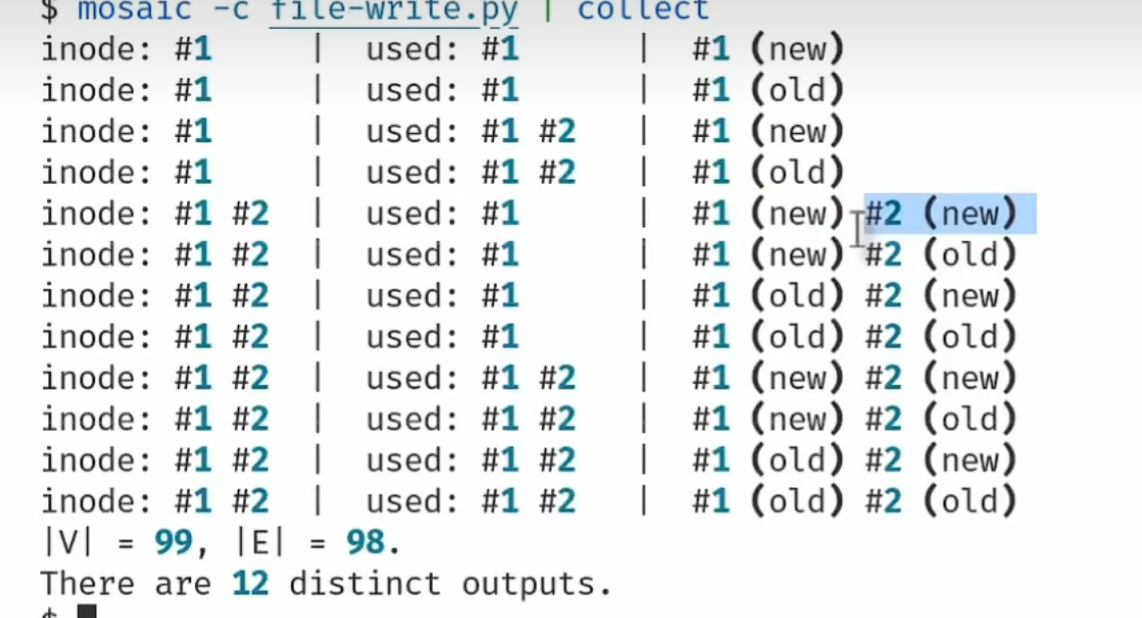 $ mosaic -c file-write.py | collect
inode: #1 | used: #1 | #1 (new)
inode: #1 | used: #1 | #1 (old)
inode: #1 | used: #1 #2 | #1 (new)
inode: #1 | used: #1 #2 | #1 (old)
inode: #1 #2 | used: #1 | #1 (new) #2 (new)
inode: #1 #2 | used: #1 | #1 (new) #2 (old)
inode: #1 #2 | used: #1 | #1 (old) #2 (new)
inode: #1 #2 | used: #1 | #1 (old) #2 (old)
inode: #1 #2 | used: #1 #2 | #1 (new) #2 (new)
inode: #1 #2 | used: #1 #2 | #1 (new) #2 (old)
inode: #1 #2 | used: #1 #2 | #1 (old) #2 (new)
inode: #1 #2 | used: #1 #2 | #1 (old) #2 (old)
|V| = 99, |E| = 98.
There are 12 distinct outputs.
$